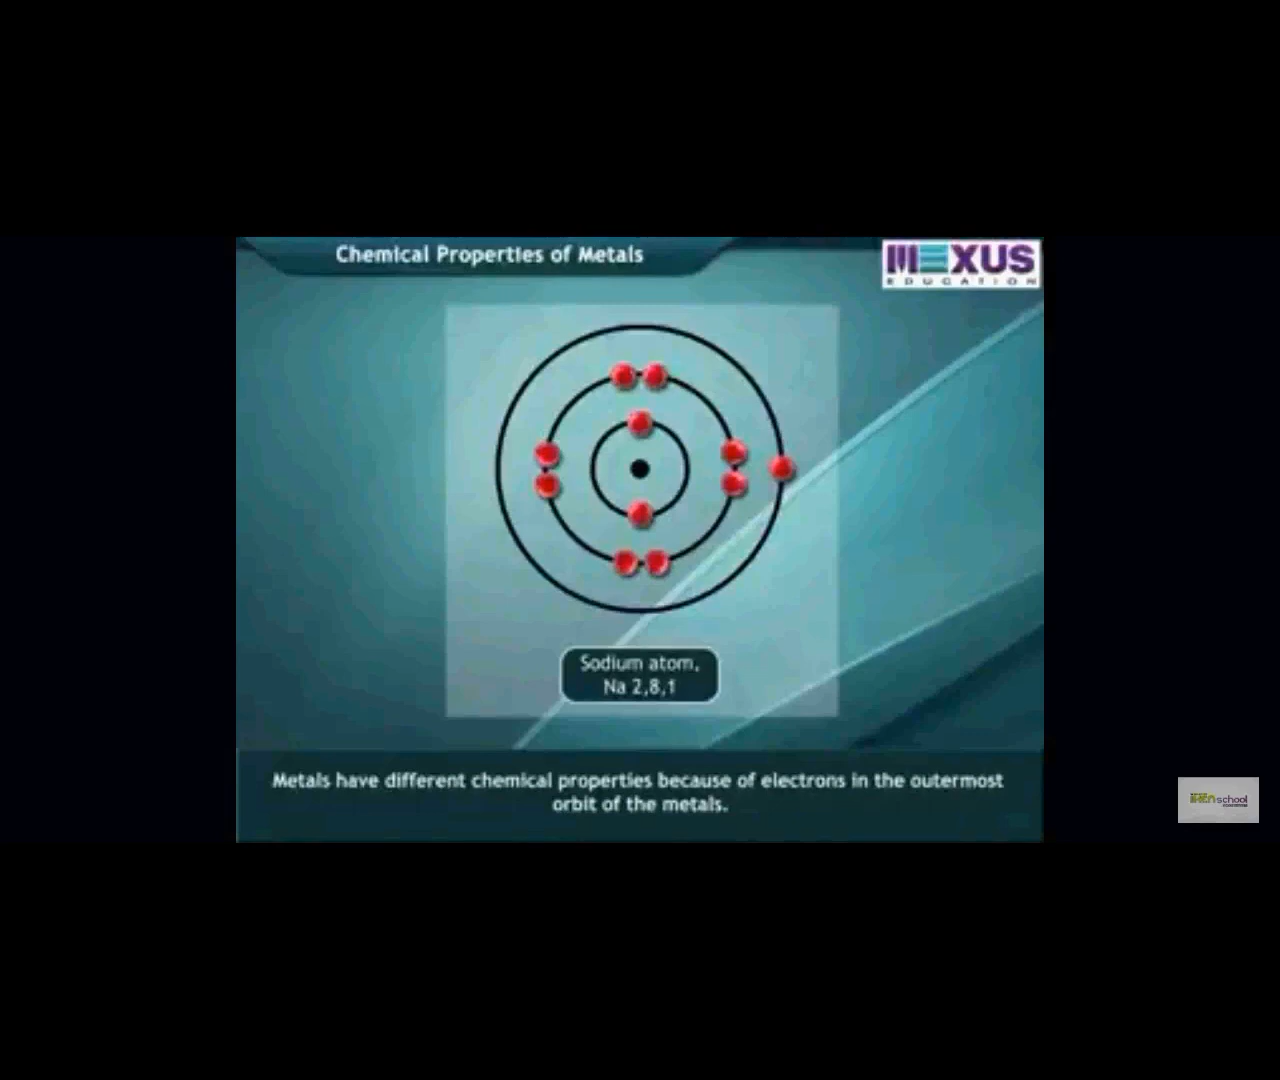 Chemical Properties of Metals
MEXUS
EDUCATION
Sodium atom,
Na 2,8,1
Metals have different chemical properties because of electrons in the outermost
orbit of the metals.
school